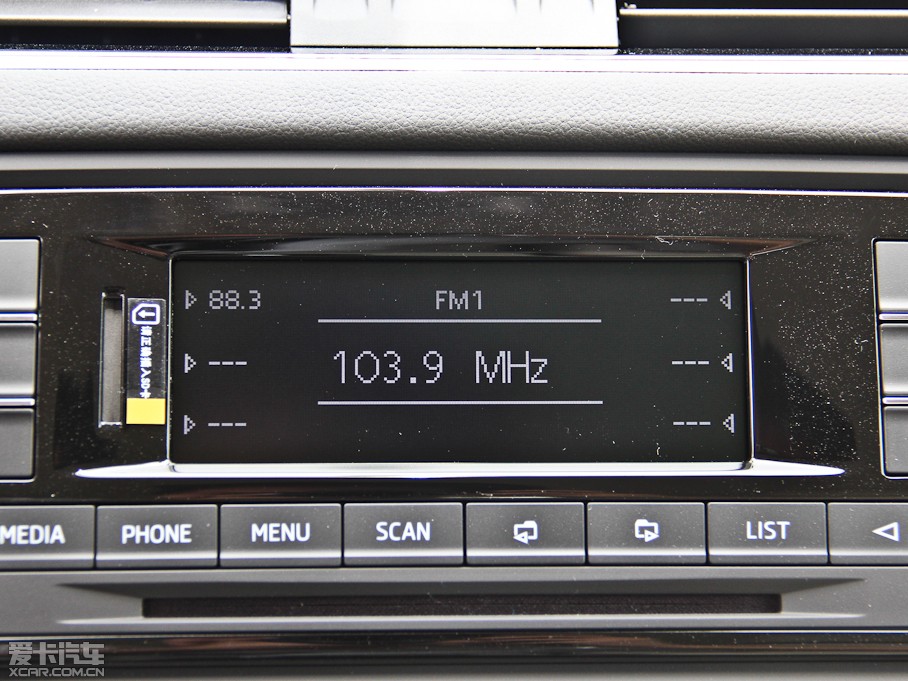 88.3 FM1 ---
--- 103.9 MHz ---
--- ---
MEDIA PHONE MENU SCAN LIST
爱卡汽车
XCAR.COM.CN